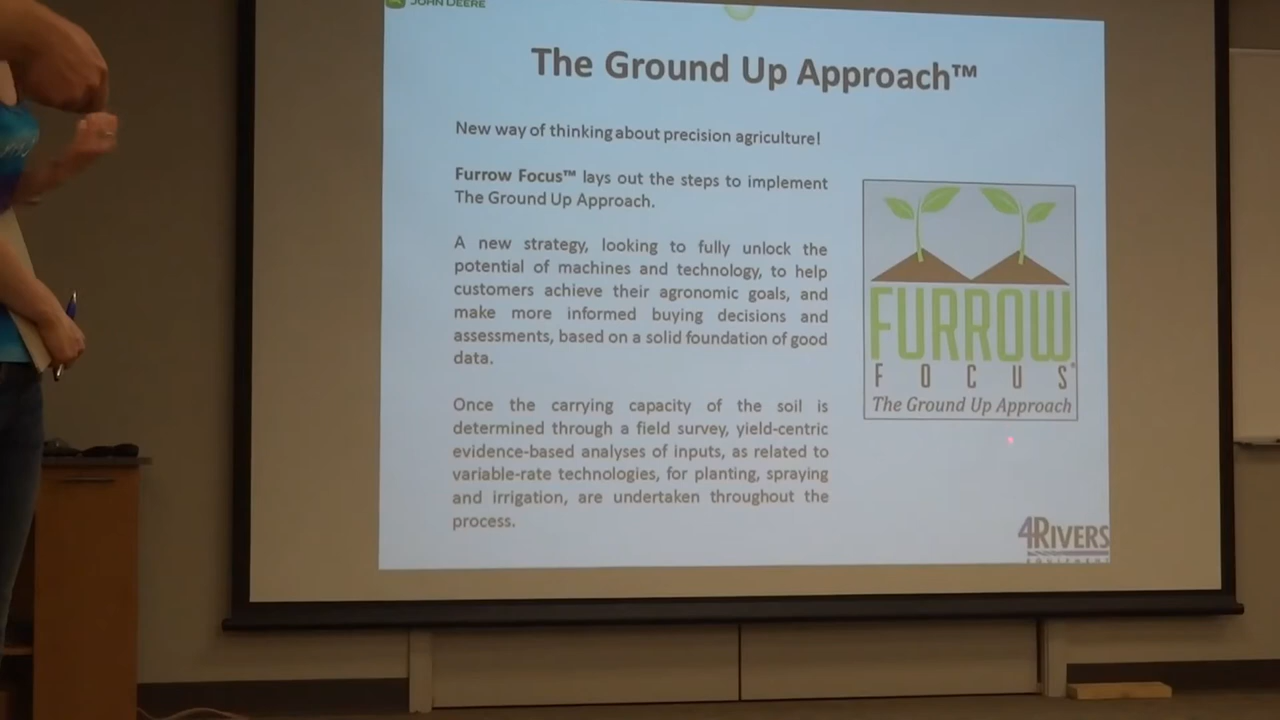 JOHN DEERE
The Ground Up Approach™
New way of thinking about precision agriculture!
Furrow Focus™ lays out the steps to implement
The Ground Up Approach.
A new strategy, looking to fully unlock the
potential of machines and technology, to help
customers achieve their agronomic goals, and
make more informed buying decisions and
assessments, based on a solid foundation of good
data.
Once the carrying capacity of the soil is
determined through a field survey, yield-centric
evidence-based analyses of inputs, as related to
variable-rate technologies, for planting, spraying
and irrigation, are undertaken throughout the
process.
FURROW
FOCUS®
The Ground Up Approach
4RIVERS
EQUIPMENT